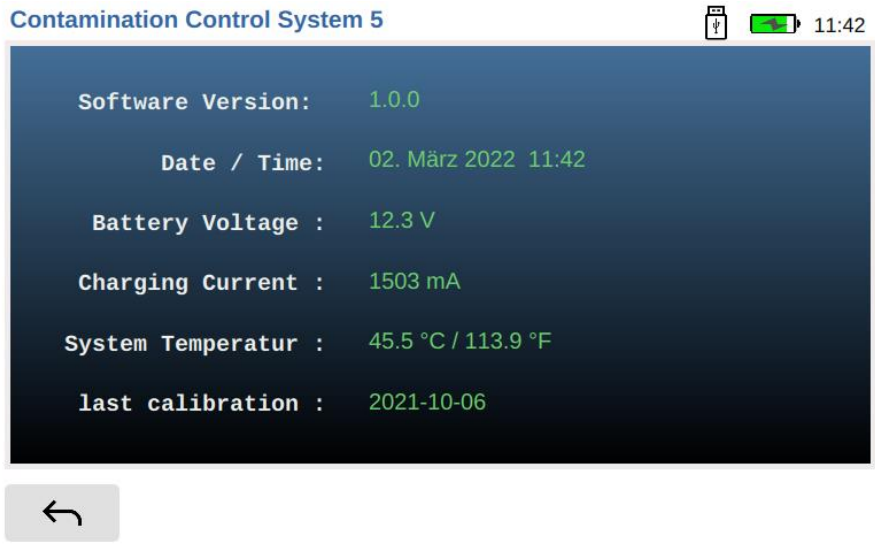 Contamination Control System 5 11:42
Software Version: 1.0.0
Date / Time: 02. März 2022 11:42
Battery Voltage : 12.3 V
Charging Current : 1503 mA
System Temperatur : 45.5 °C / 113.9 °F
last calibration : 2021-10-06